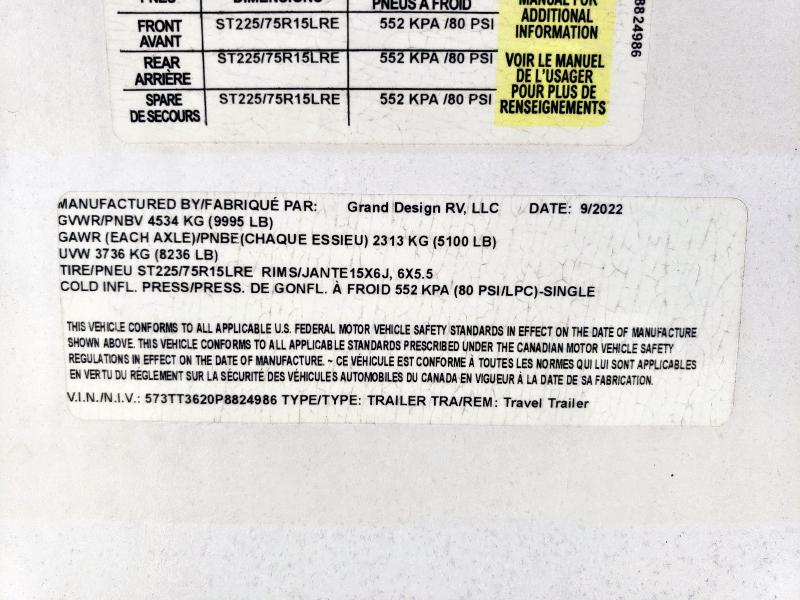 PNEUS À FROID
FRONT AVANT ST225/75R15LRE 552 KPA /80 PSI
REAR ARRIÈRE ST225/75R15LRE 552 KPA /80 PSI
SPARE DE SECOURS ST225/75R15LRE 552 KPA /80 PSI
MANUAL FOR
ADDITIONAL
INFORMATION
VOIR LE MANUEL
DE L'USAGER
POUR PLUS DE
RENSEIGNEMENTS
8824986
MANUFACTURED BY/FABRIQUÉ PAR: Grand Design RV, LLC DATE: 9/2022
GVWR/PNBV 4534 KG (9995 LB)
GAWR (EACH AXLE)/PNBE(CHAQUE ESSIEU) 2313 KG (5100 LB)
UVW 3736 KG (8236 LB)
TIRE/PNEU ST225/75R15LRE RIMS/JANTE15X6J, 6X5.5
COLD INFL. PRESS/PRESS. DE GONFL. À FROID 552 KPA (80 PSI/LPC)-SINGLE
THIS VEHICLE CONFORMS TO ALL APPLICABLE U.S. FEDERAL MOTOR VEHICLE SAFETY STANDARDS IN EFFECT ON THE DATE OF MANUFACTURE
SHOWN ABOVE. THIS VEHICLE CONFORMS TO ALL APPLICABLE STANDARDS PRESCRIBED UNDER THE CANADIAN MOTOR VEHICLE SAFETY
REGULATIONS IN EFFECT ON THE DATE OF MANUFACTURE. ~ CE VÉHICULE EST CONFORME À TOUTES LES NORMES QUI LUI SONT APPLICABLES
EN VERTU DU RÈGLEMENT SUR LA SÉCURITÉ DES VÉHICULES AUTOMOBILES DU CANADA EN VIGUEUR À LA DATE DE SA FABRICATION.
V.I.N./N.I.V.: 573TT3620P8824986 TYPE/TYPE: TRAILER TRA/REM: Travel Trailer